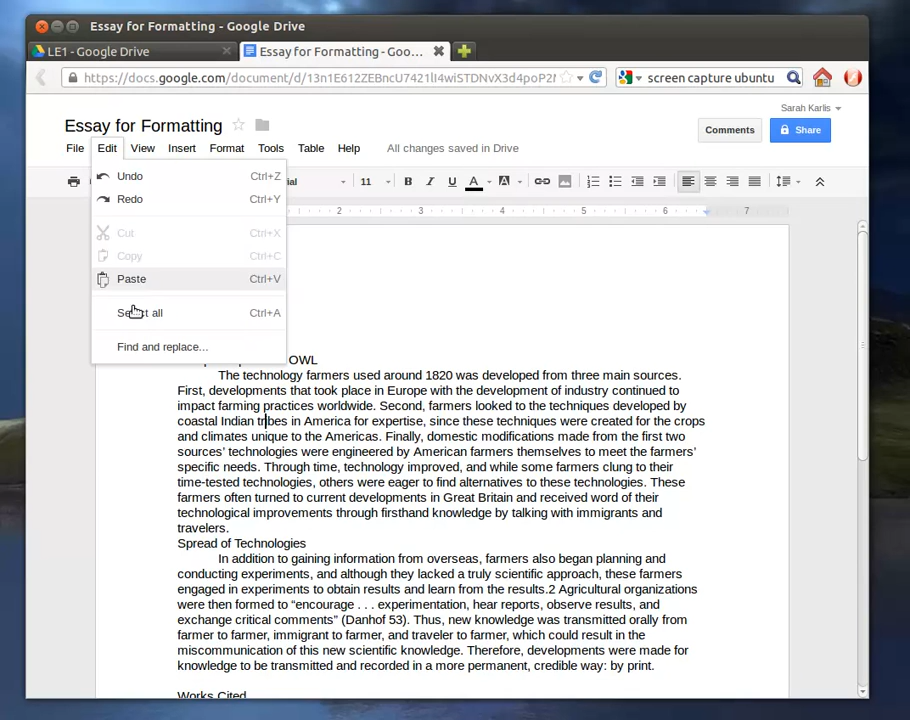 Essay for Formatting - Google Drive
LE1 - Google Drive
Essay for Formatting - Goo...
https://docs.google.com/document/d/13n1E612ZEBncU7421lI4wiSTDNvX3d4poP2
screen capture ubuntu
Sarah Karlis
Essay for Formatting
Comments
Share
File Edit View Insert Format Tools Table Help All changes saved in Drive
11 B I U A A
2 3 4 5 6 7
Undo Ctrl+Z
Redo Ctrl+Y
Cut Ctrl+X
Copy Ctrl+C
Paste Ctrl+V
Select all Ctrl+A
Find and replace...
OWL
The technology farmers used around 1820 was developed from three main sources.
First, developments that took place in Europe with the development of industry continued to
impact farming practices worldwide. Second, farmers looked to the techniques developed by
coastal Indian tribes in America for expertise, since these techniques were created for the crops
and climates unique to the Americas. Finally, domestic modifications made from the first two
sources' technologies were engineered by American farmers themselves to meet the farmers'
specific needs. Through time, technology improved, and while some farmers clung to their
time-tested technologies, others were eager to find alternatives to these technologies. These
farmers often turned to current developments in Great Britain and received word of their
technological improvements through firsthand knowledge by talking with immigrants and
travelers.
Spread of Technologies
In addition to gaining information from overseas, farmers also began planning and
conducting experiments, and although they lacked a truly scientific approach, these farmers
engaged in experiments to obtain results and learn from the results.2 Agricultural organizations
were then formed to “encourage . . . experimentation, hear reports, observe results, and
exchange critical comments” (Danhof 53). Thus, new knowledge was transmitted orally from
farmer to farmer, immigrant to farmer, and traveler to farmer, which could result in the
miscommunication of this new scientific knowledge. Therefore, developments were made for
knowledge to be transmitted and recorded in a more permanent, credible way: by print.
Works Cited